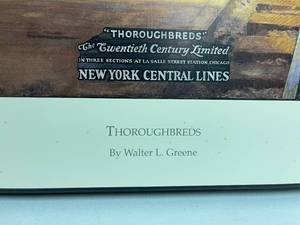 "THOROUGHBREDS"
The Twentieth Century Limited
IN THREE SECTIONS AT LA SALLE STREET STATION, CHICAGO
NEW YORK CENTRAL LINES
THOROUGHBREDS
By Walter L. Greene